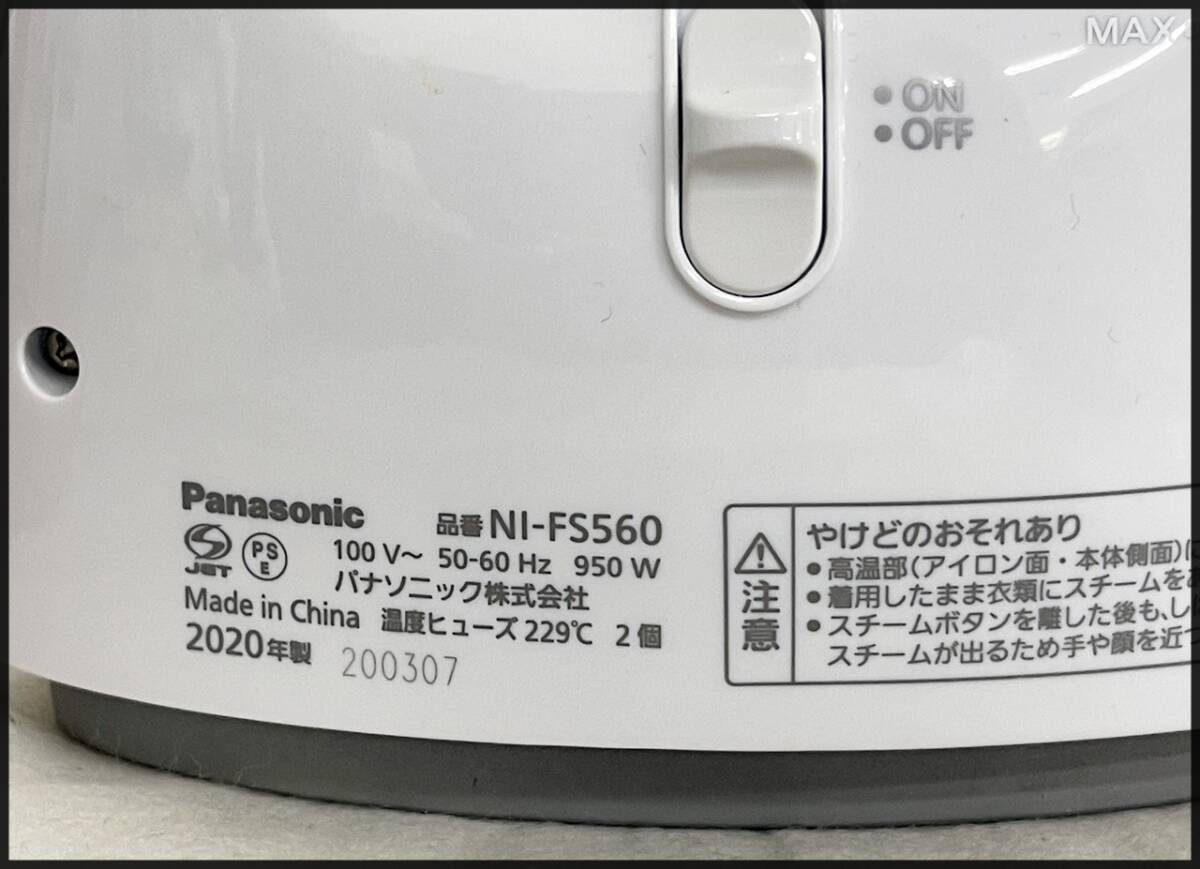 MAX
ON
OFF
Panasonic
品番 NI-FS560
JET
PS
E
100 V～ 50-60 Hz 950 W
パナソニック株式会社
Made in China 温度ヒューズ 229℃ 2個
2020年製 200307
注意
やけどのおそれあり
●高温部(アイロン面・本体側面)に
●着用したまま衣類にスチームを
●スチームボタンを離した後も、し
スチームが出るため手や顔を近